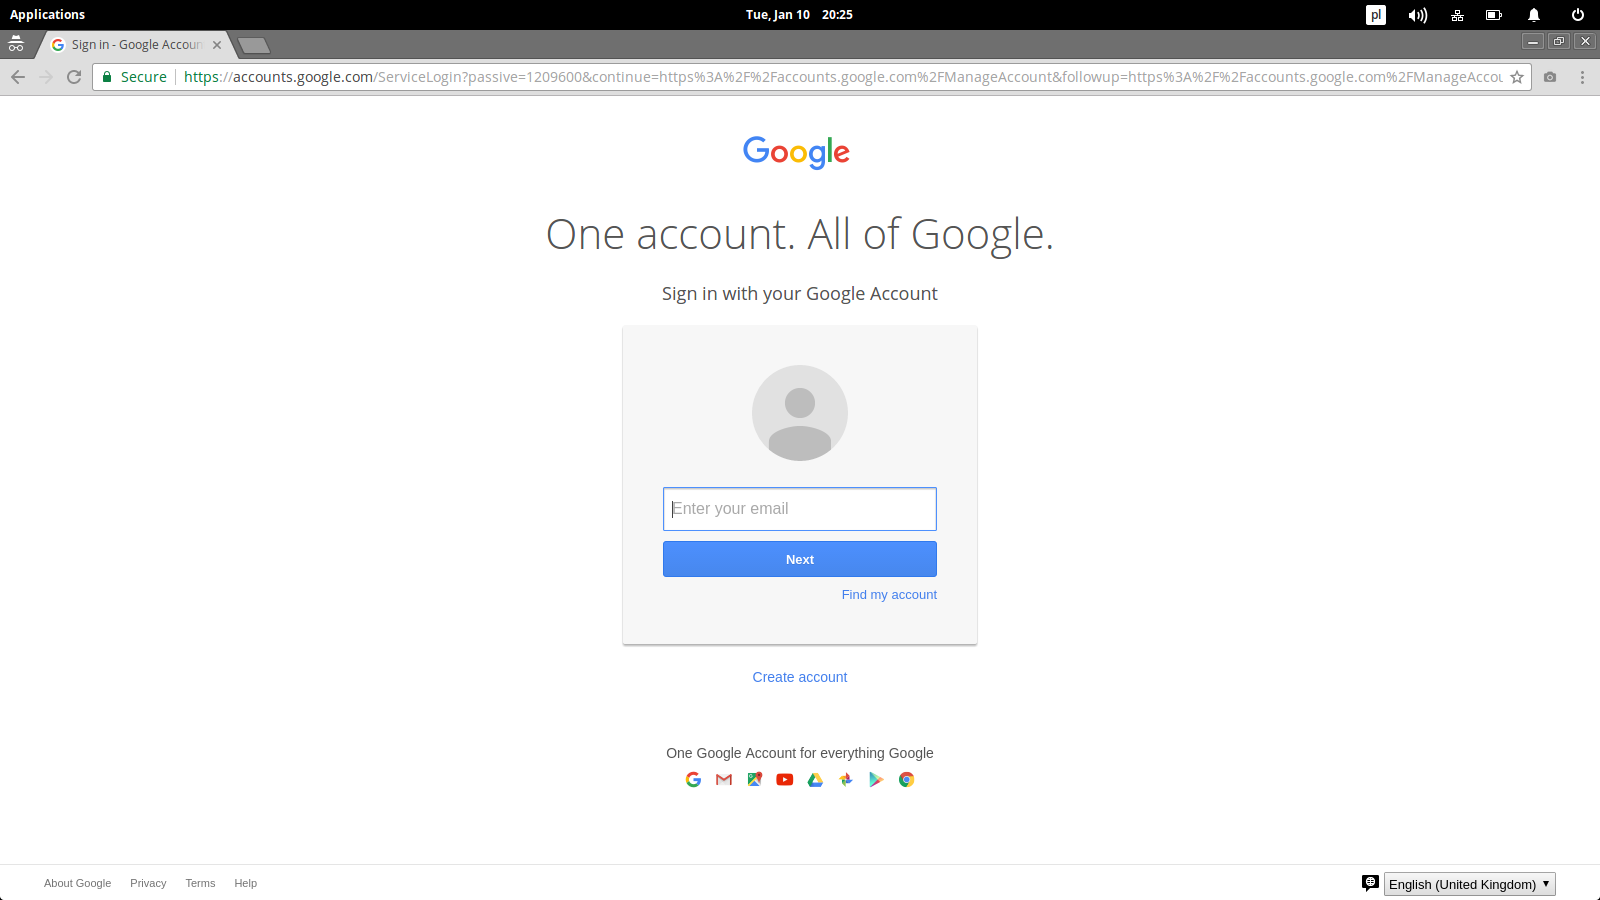 Applications
Tue, Jan 10 20:25
pl
Sign in - Google Accoun
Secure
https://accounts.google.com/ServiceLogin?passive=1209600&continue=https%3A%2F%2Faccounts.google.com%2FManageAccount&followup=https%3A%2F%2Faccounts.google.com%2FManageAccou
Google
One account. All of Google.
Sign in with your Google Account
Enter your email
Next
Find my account
Create account
One Google Account for everything Google
About Google Privacy Terms Help
English (United Kingdom)